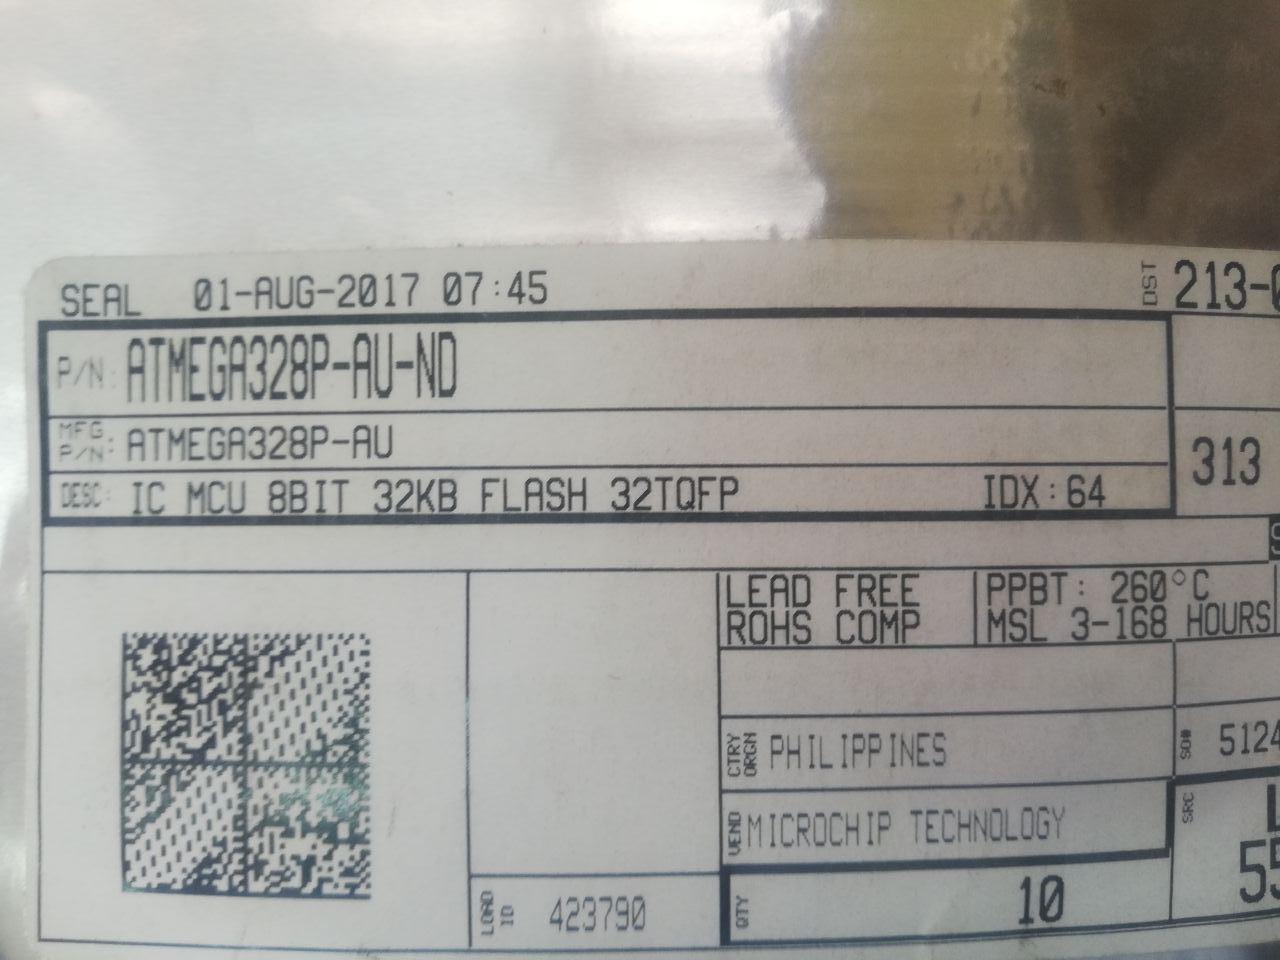 SEAL 01-AUG-2017 07:45
DST 213-
P/N: ATMEGA328P-AU-ND
MFG P/N: ATMEGA328P-AU
313
DESC: IC MCU 8BIT 32KB FLASH 32TQFP IDX:64
LEAD FREE
ROHS COMP
PPBT: 260°C
MSL 3-168 HOURS
CTRY ORGN PHILIPPINES
SO# 5124
VEND MICROCHIP TECHNOLOGY
SRC
LOAD ID 423790
QTY 10